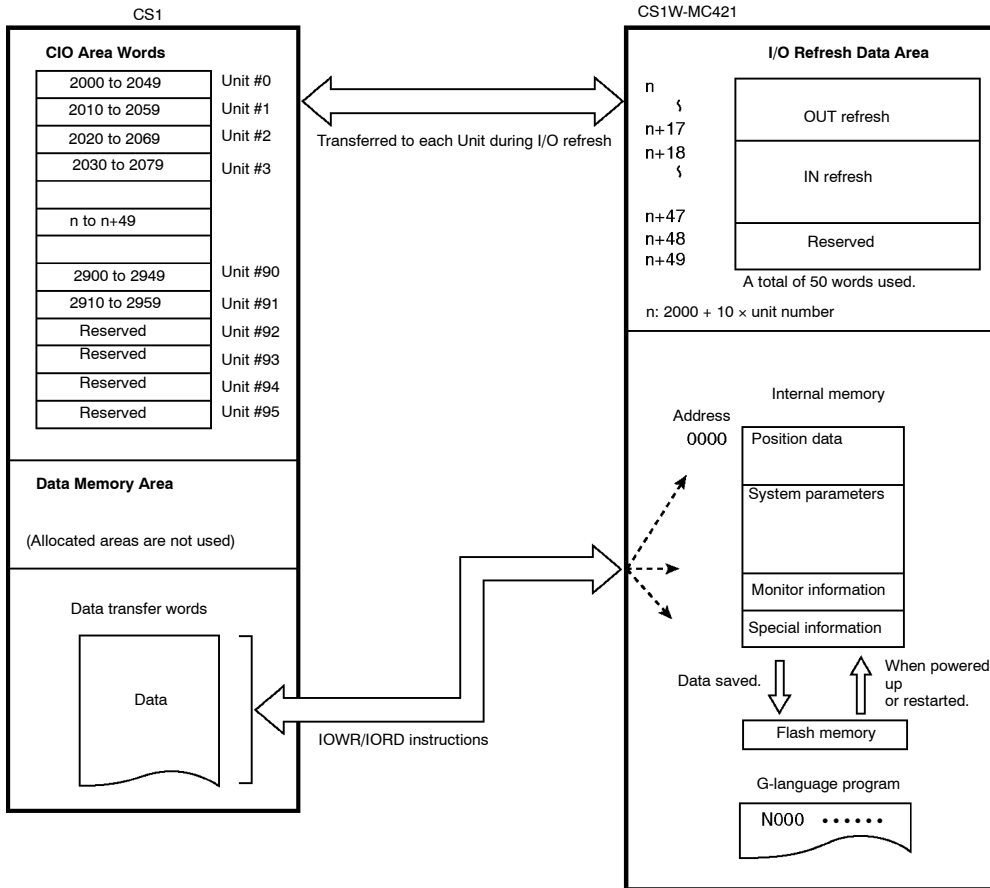 CS1
CS1W-MC421
CIO Area Words
2000 to 2049 Unit #0
2010 to 2059 Unit #1
2020 to 2069 Unit #2
2030 to 2079 Unit #3
n to n+49
2900 to 2949 Unit #90
2910 to 2959 Unit #91
Reserved Unit #92
Reserved Unit #93
Reserved Unit #94
Reserved Unit #95
Data Memory Area
(Allocated areas are not used)
Data transfer words
Data
Transferred to each Unit during I/O refresh
IOWR/IORD instructions
I/O Refresh Data Area
n
n+17
OUT refresh
n+18
IN refresh
n+47
n+48
Reserved
n+49
A total of 50 words used.
n: 2000 + 10 × unit number
Internal memory
Address
0000 Position data
System parameters
Monitor information
Special information
Data saved.
When powered
up
or restarted.
Flash memory
G-language program
N000 ••••••